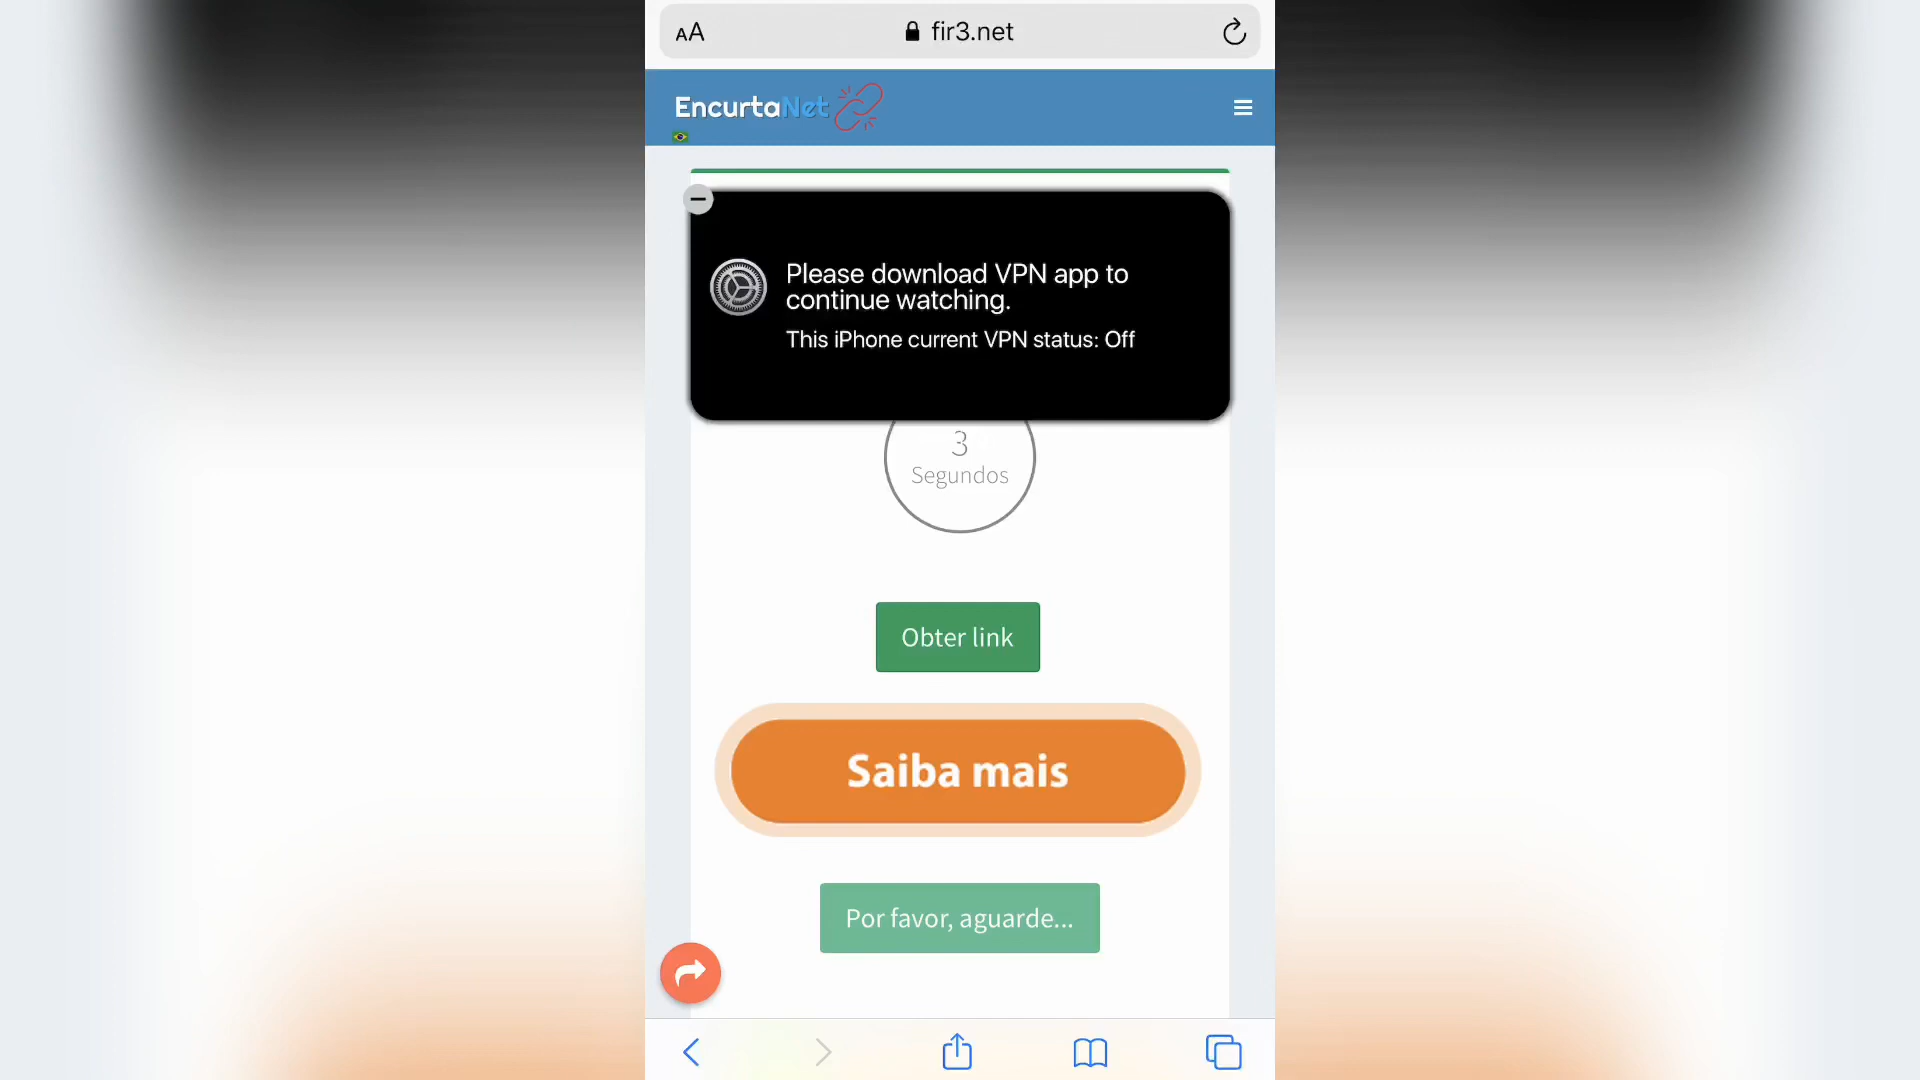 AA
fir3.net
EncurtaNet
Please download VPN app to
continue watching.
This iPhone current VPN status: Off
3
Segundos
Obter link
Saiba mais
Por favor, aguarde...